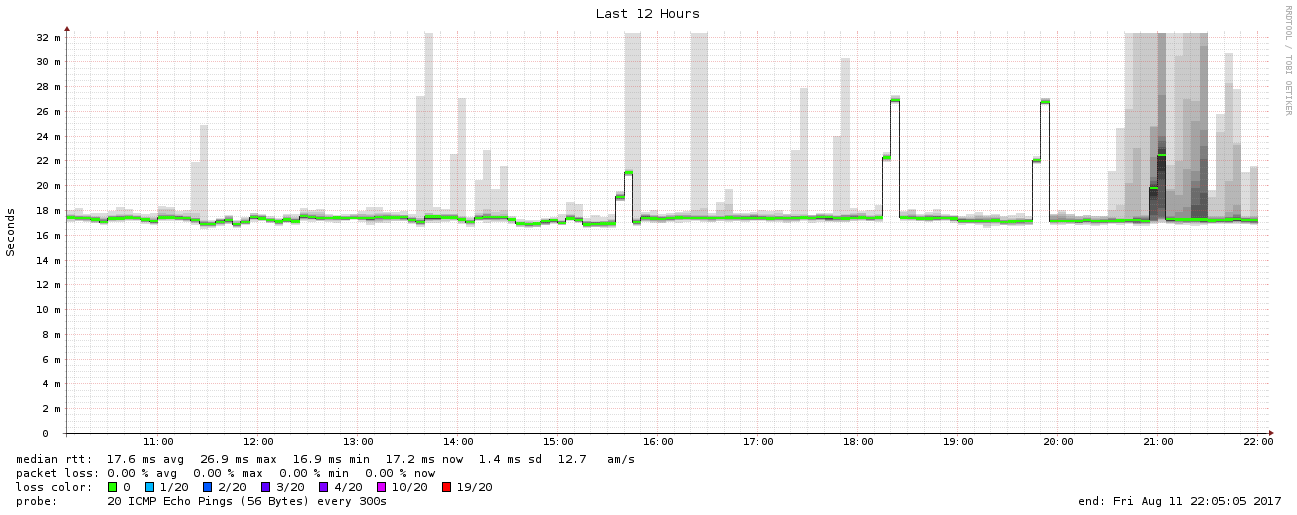 Last 12 Hours
RRDTOOL / TOBI OETIKER
Seconds
32 m
30 m
28 m
26 m
24 m
22 m
20 m
18 m
16 m
14 m
12 m
10 m
8 m
6 m
4 m
2 m
0
11:00 12:00 13:00 14:00 15:00 16:00 17:00 18:00 19:00 20:00 21:00 22:00
median rtt: 17.6 ms avg 26.9 ms max 16.9 ms min 17.2 ms now 1.4 ms sd 12.7 am/s
packet loss: 0.00 % avg 0.00 % max 0.00 % min 0.00 % now
loss color: 0 1/20 2/20 3/20 4/20 10/20 19/20
probe: 20 ICMP Echo Pings (56 Bytes) every 300s end: Fri Aug 11 22:05:05 2017